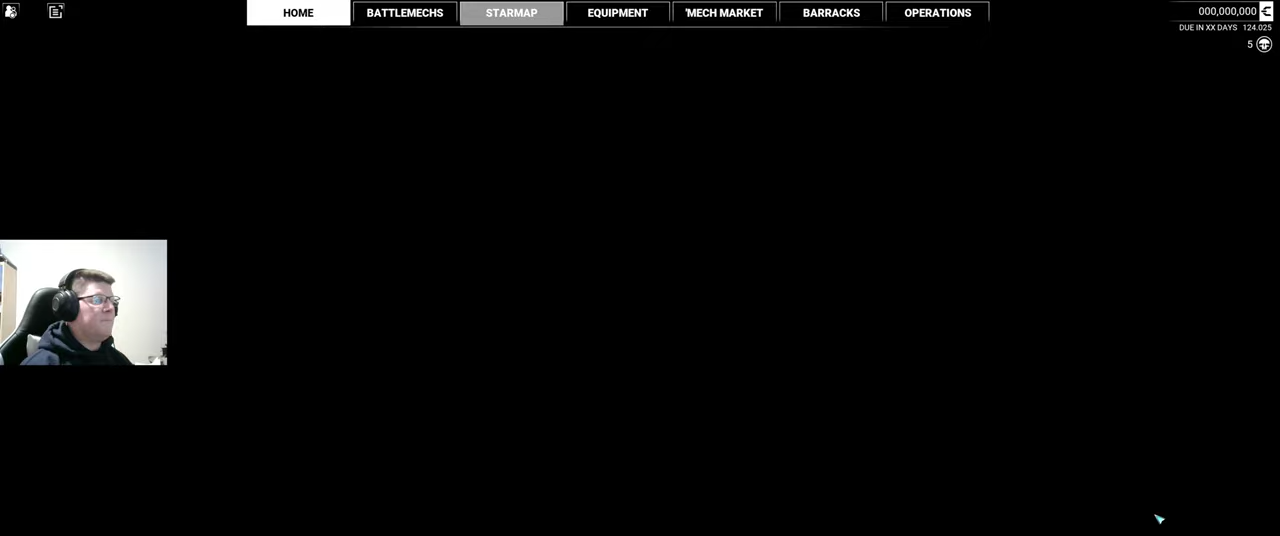 HOME
BATTLEMECHS
STARMAP
EQUIPMENT
'MECH MARKET
BARRACKS
OPERATIONS
000,000,000 €
DUE IN XX DAYS 124.025
5